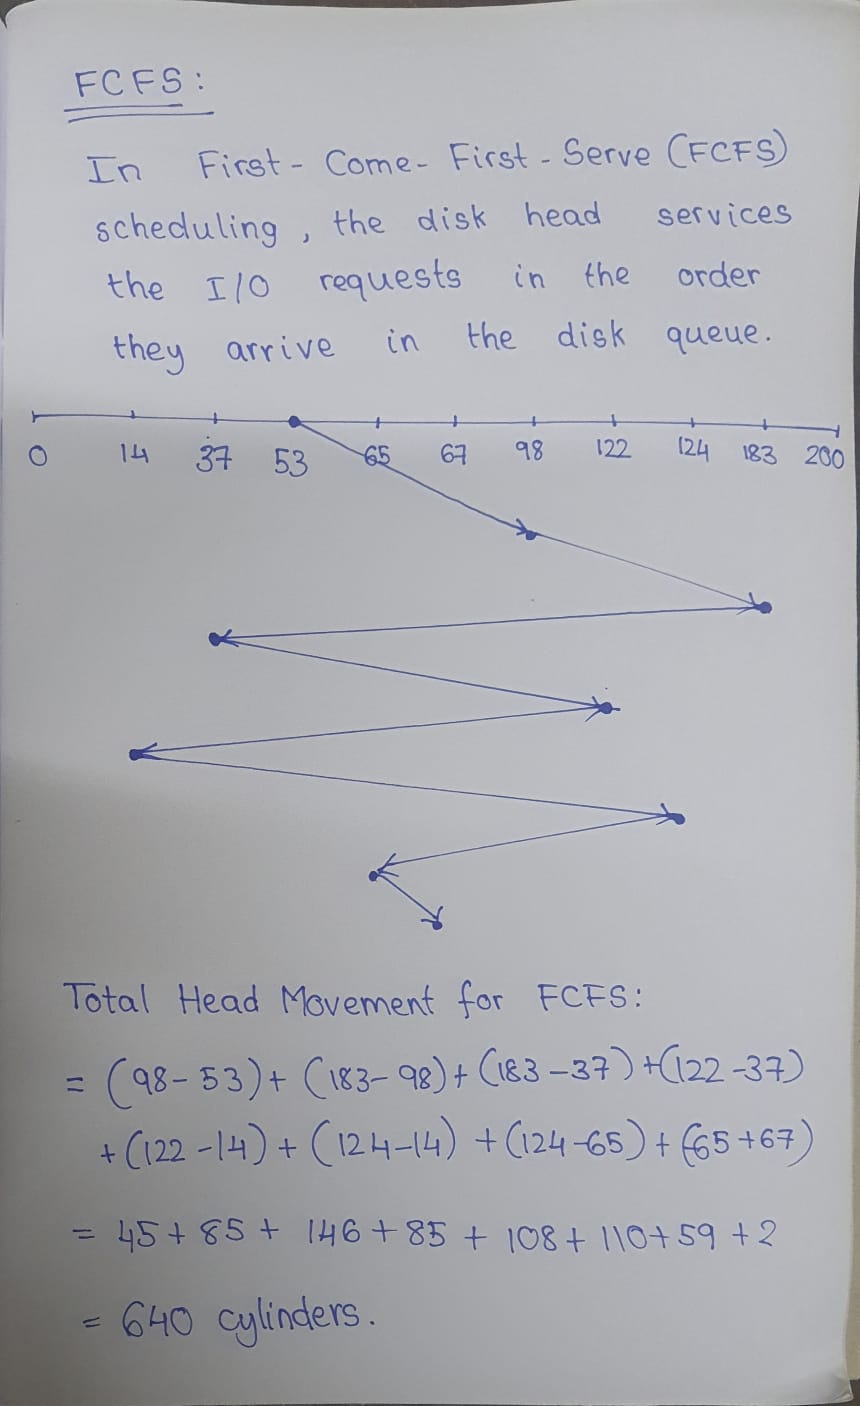 FCFS:
In First-Come-First-Serve (FCFS)
scheduling, the disk head services
the I/O requests in the order
they arrive in the disk queue.
0 14 37 53 65 67 98 122 124 183 200
Total Head Movement for FCFS:
= (98-53)+(183-98)+(183-37)+(122-37)
+(122-14)+(124-14)+(124-65)+(65+67)
= 45+85+146+85+108+110+59+2
= 640 cylinders.